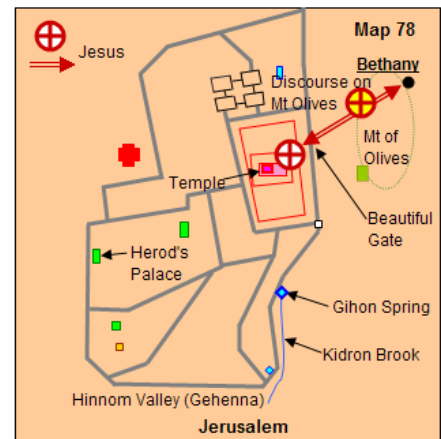 Map 78
Jesus
Bethany
Discourse on
Mt Olives
Mt of
Olives
Temple
Beautiful
Gate
Herod's
Palace
Gihon Spring
Kidron Brook
Hinnom Valley (Gehenna)
Jerusalem